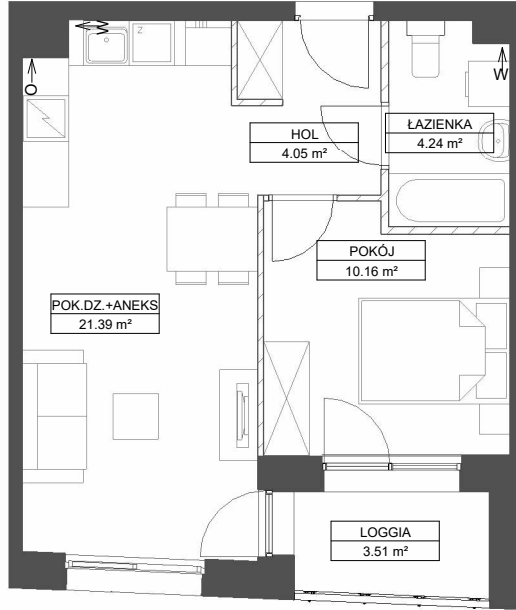 W
Z
O
W
HOL
4.05 m²
ŁAZIENKA
4.24 m²
POKÓJ
10.16 m²
POK.DZ.+ANEKS
21.39 m²
LOGGIA
3.51 m²